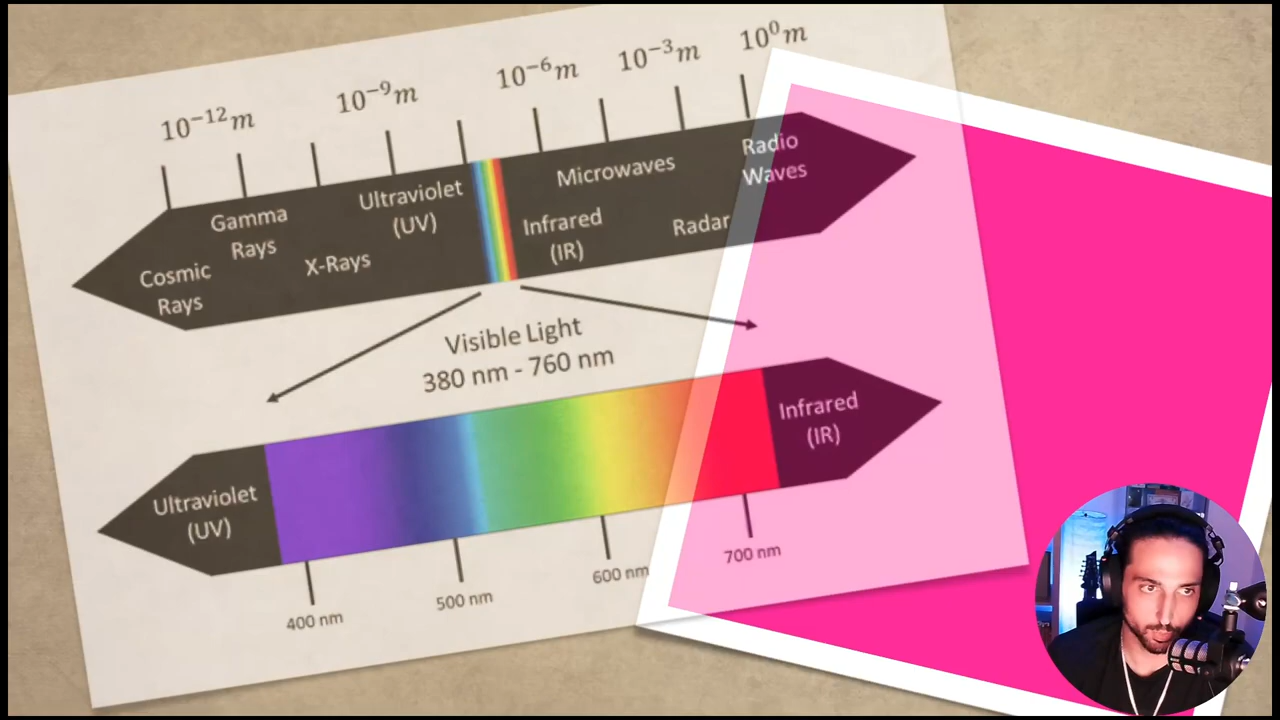 10⁻¹²m
10⁻⁹m
10⁻⁶m
10⁻³m
10⁰m
Cosmic
Rays
Gamma
Rays
X-Rays
Ultraviolet
(UV)
Infrared
(IR)
Microwaves
Radar
Radio
Waves
Visible Light
380 nm - 760 nm
Ultraviolet
(UV)
Infrared
(IR)
400 nm
500 nm
600 nm
700 nm